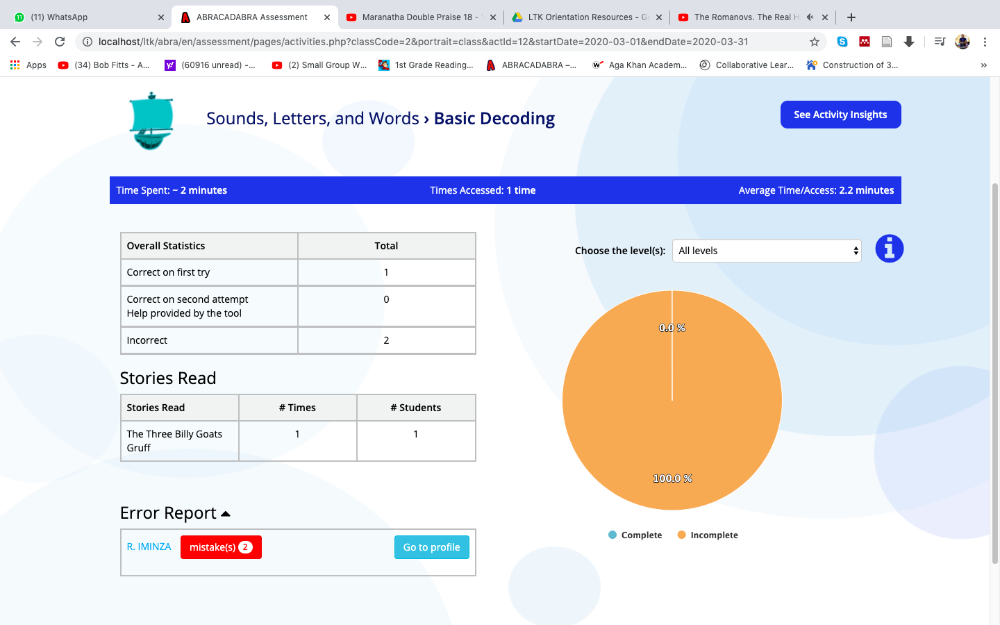 (11) WhatsApp
ABRACADABRA Assessment
Maranatha Double Praise 18 -
LTK Orientation Resources - G
The Romanovs. The Real H
localhost/ltk/abra/en/assessment/pages/activities.php?classCode=2&portrait=class&actId=12&startDate=2020-03-01&endDate=2020-03-31
Apps
(34) Bob Fitts - A...
(60916 unread) -...
(2) Small Group W...
1st Grade Reading...
ABRACADABRA –...
Aga Khan Academ...
Collaborative Lear...
Construction of 3...
»
Sounds, Letters, and Words › Basic Decoding
See Activity Insights
Time Spent: ~ 2 minutes
Times Accessed: 1 time
Average Time/Access: 2.2 minutes
Overall Statistics Total
Correct on first try 1
Correct on second attempt 0
Help provided by the tool
Incorrect 2
Choose the level(s): All levels
0.0 %
100.0 %
Complete Incomplete
Stories Read
Stories Read # Times # Students
The Three Billy Goats 1 1
Gruff
Error Report
R. IMINZA mistake(s) 2 Go to profile